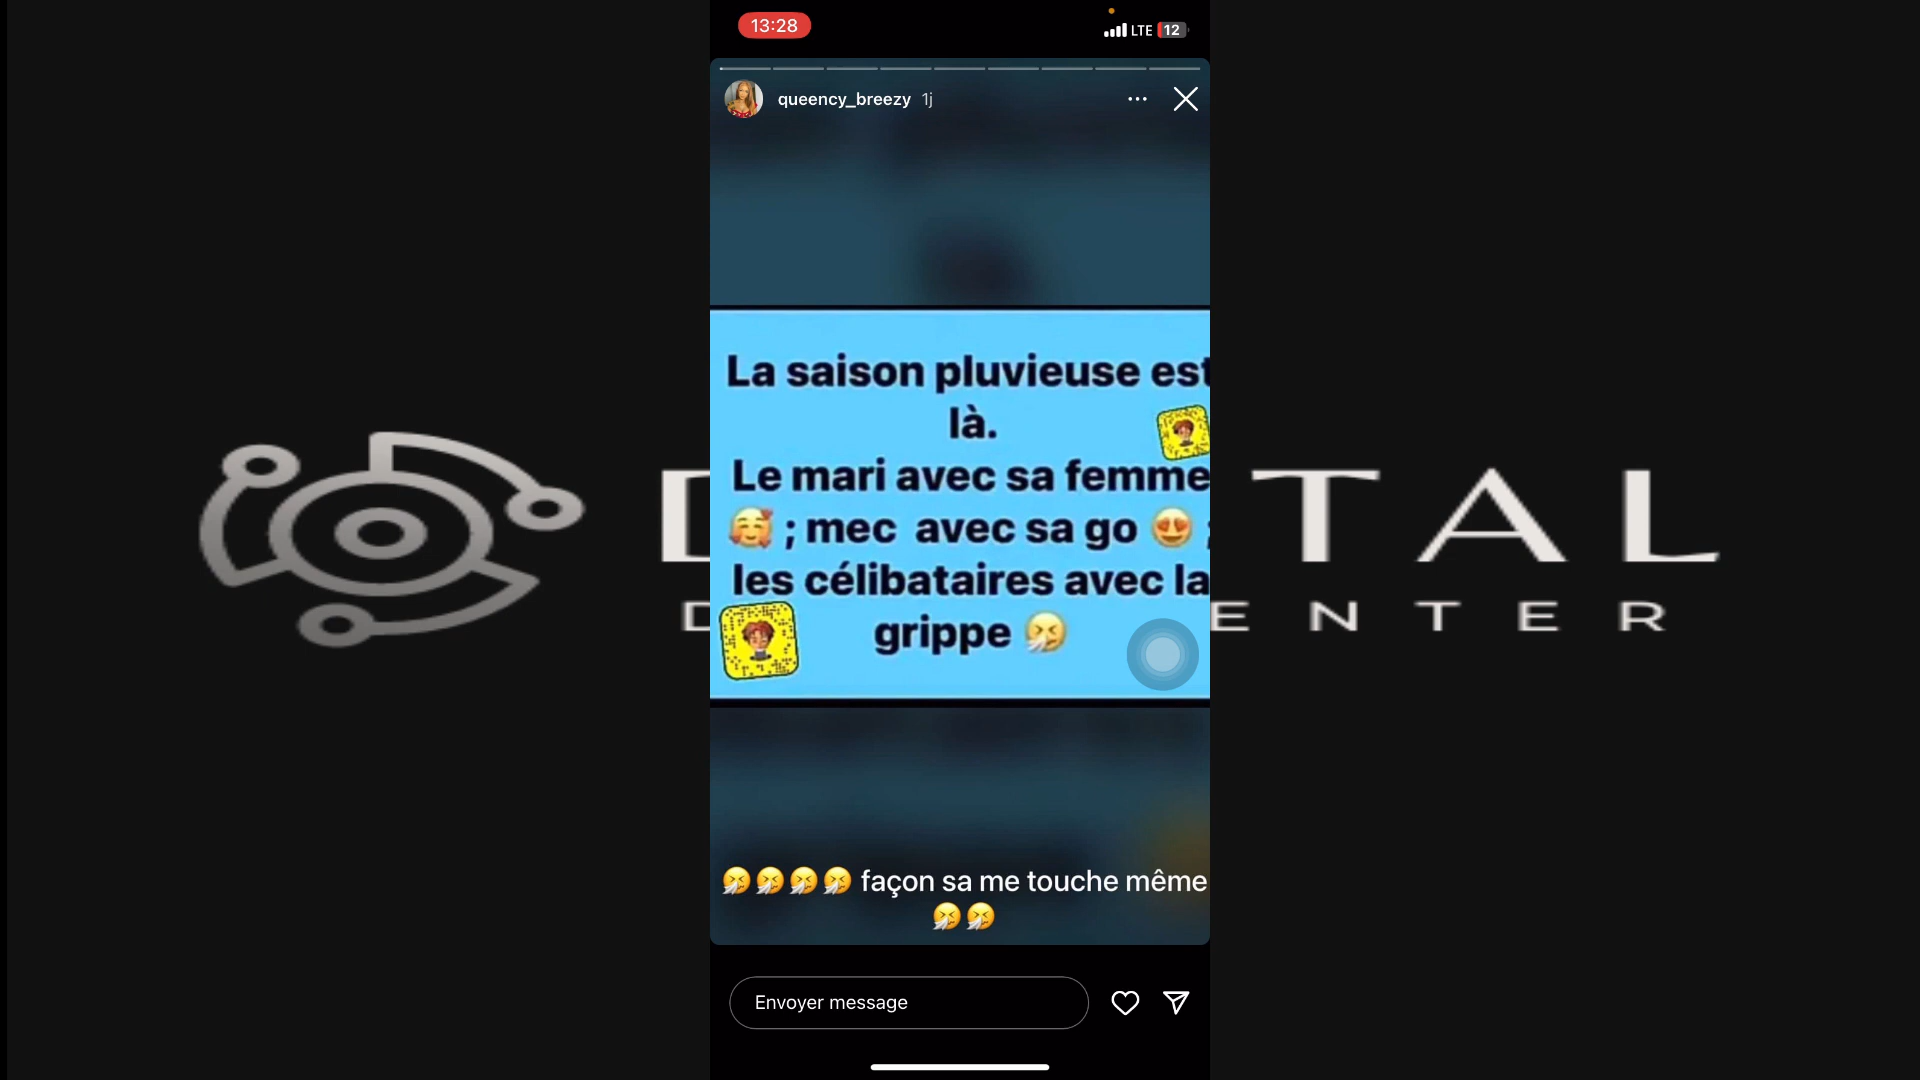 13:28
LTE 12
queency_breezy 1j
La saison pluvieuse est
là.
Le mari avec sa femme
🥰 ; mec avec sa go 😍 ;
les célibataires avec la
grippe 🤧
TAL
ENTER
🤧🤧🤧🤧 façon sa me touche même
🤧🤧
Envoyer message